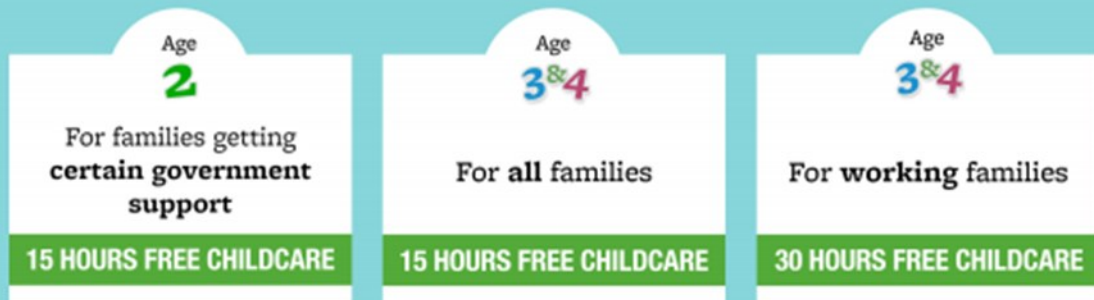 Age
2
For families getting
certain government
support
15 HOURS FREE CHILDCARE
Age
3&4
For all families
15 HOURS FREE CHILDCARE
Age
3&4
For working families
30 HOURS FREE CHILDCARE